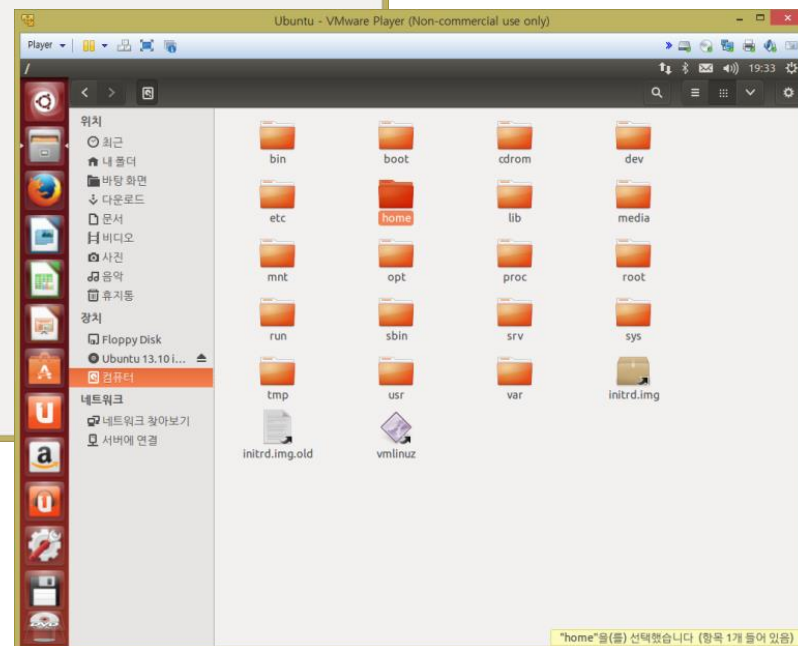 Ubuntu - VMware Player (Non-commercial use only)
Player
/
19:33
위치
최근
내 폴더
바탕 화면
다운로드
문서
비디오
사진
음악
휴지통
장치
Floppy Disk
Ubuntu 13.10 i...
컴퓨터
네트워크
네트워크 찾아보기
서버에 연결
bin boot cdrom dev
etc home lib media
mnt opt proc root
run sbin srv sys
tmp usr var initrd.img
initrd.img.old vmlinuz
"home"을(를) 선택했습니다 (항목 1개 들어 있음)